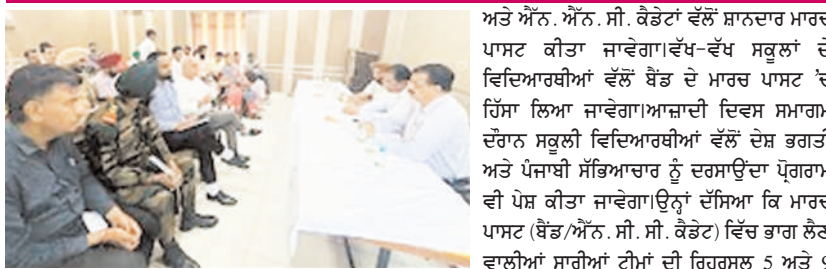 ਅਤੇ ਐੱਨ. ਐੱਨ. ਸੀ. ਕੈਡੇਟਾਂ ਵੱਲੋਂ ਸ਼ਾਨਦਾਰ ਮਾਰਚ
ਪਾਸਟ ਕੀਤਾ ਜਾਵੇਗਾ।ਵੱਖ-ਵੱਖ ਸਕੂਲਾਂ ਦੇ
ਵਿਦਿਆਰਥੀਆਂ ਵੱਲੋਂ ਬੈਂਡ ਦੇ ਮਾਰਚ ਪਾਸਟ 'ਚ
ਹਿੱਸਾ ਲਿਆ ਜਾਵੇਗਾ।ਆਜ਼ਾਦੀ ਦਿਵਸ ਸਮਾਗਮ
ਦੌਰਾਨ ਸਕੂਲੀ ਵਿਦਿਆਰਥੀਆਂ ਵੱਲੋਂ ਦੇਸ਼ ਭਗਤੀ
ਅਤੇ ਪੰਜਾਬੀ ਸੱਭਿਆਚਾਰ ਨੂੰ ਦਰਸਾਉਂਦਾ ਪ੍ਰੋਗਰਾਮ
ਵੀ ਪੇਸ਼ ਕੀਤਾ ਜਾਵੇਗਾ।ਉਨ੍ਹਾਂ ਦੱਸਿਆ ਕਿ ਮਾਰਚ
ਪਾਸਟ (ਬੈਂਡ/ਐੱਨ. ਸੀ. ਸੀ. ਕੈਡੇਟ) ਵਿੱਚ ਭਾਗ ਲੈਣ
ਵਾਲੀਆਂ ਸਾਰੀਆਂ ਟੀਮਾਂ ਦੀ ਰਿਹਰਸਲ 5 ਅਤੇ